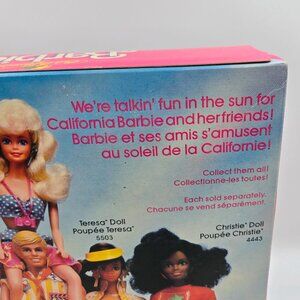 Barbie
We're talkin' fun in the sun for
California Barbie and her friends!
Barbie et ses amis s'amusent
au soleil de la Californie!
Collect them all!
Collectionne-les toutes!
Each sold separately.
Chacune se vend séparément.
Teresa® Doll
Poupée Teresa®
5503
Christie® Doll
Poupée Christie®
4443